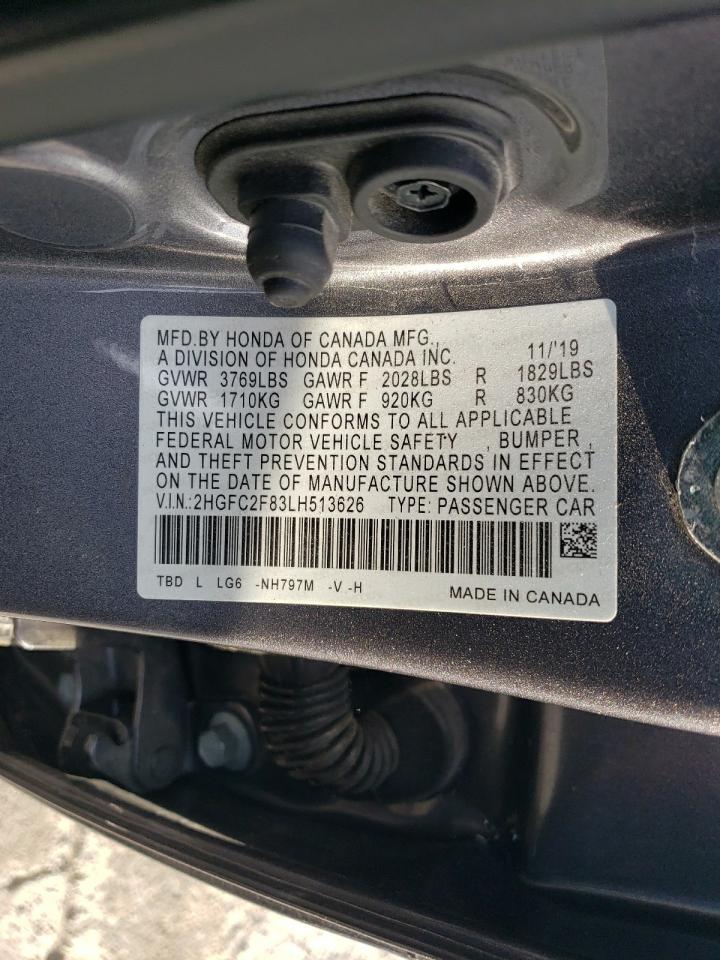 MFD.BY HONDA OF CANADA MFG.,
A DIVISION OF HONDA CANADA INC. 11/'19
GVWR 3769LBS GAWR F 2028LBS R 1829LBS
GVWR 1710KG GAWR F 920KG R 830KG
THIS VEHICLE CONFORMS TO ALL APPLICABLE
FEDERAL MOTOR VEHICLE SAFETY , BUMPER ,
AND THEFT PREVENTION STANDARDS IN EFFECT
ON THE DATE OF MANUFACTURE SHOWN ABOVE.
V.I.N.:2HGFC2F83LH513626 TYPE: PASSENGER CAR
TBD L LG6 -NH797M -V -H MADE IN CANADA